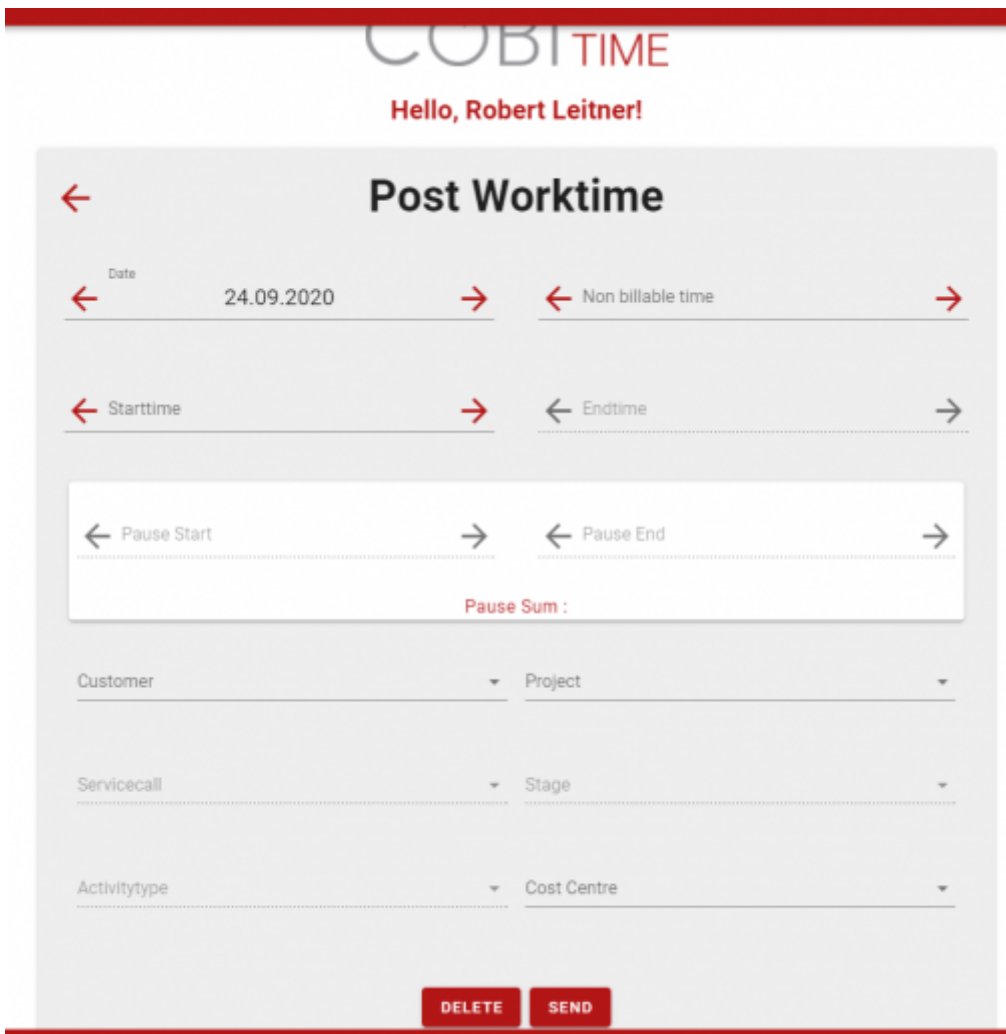 COBI TIME
Hello, Robert Leitner!
Post Worktime
Date
24.09.2020
Non billable time
Starttime
Endtime
Pause Start
Pause End
Pause Sum :
Customer
Project
Servicecall
Stage
Activitytype
Cost Centre
DELETE
SEND